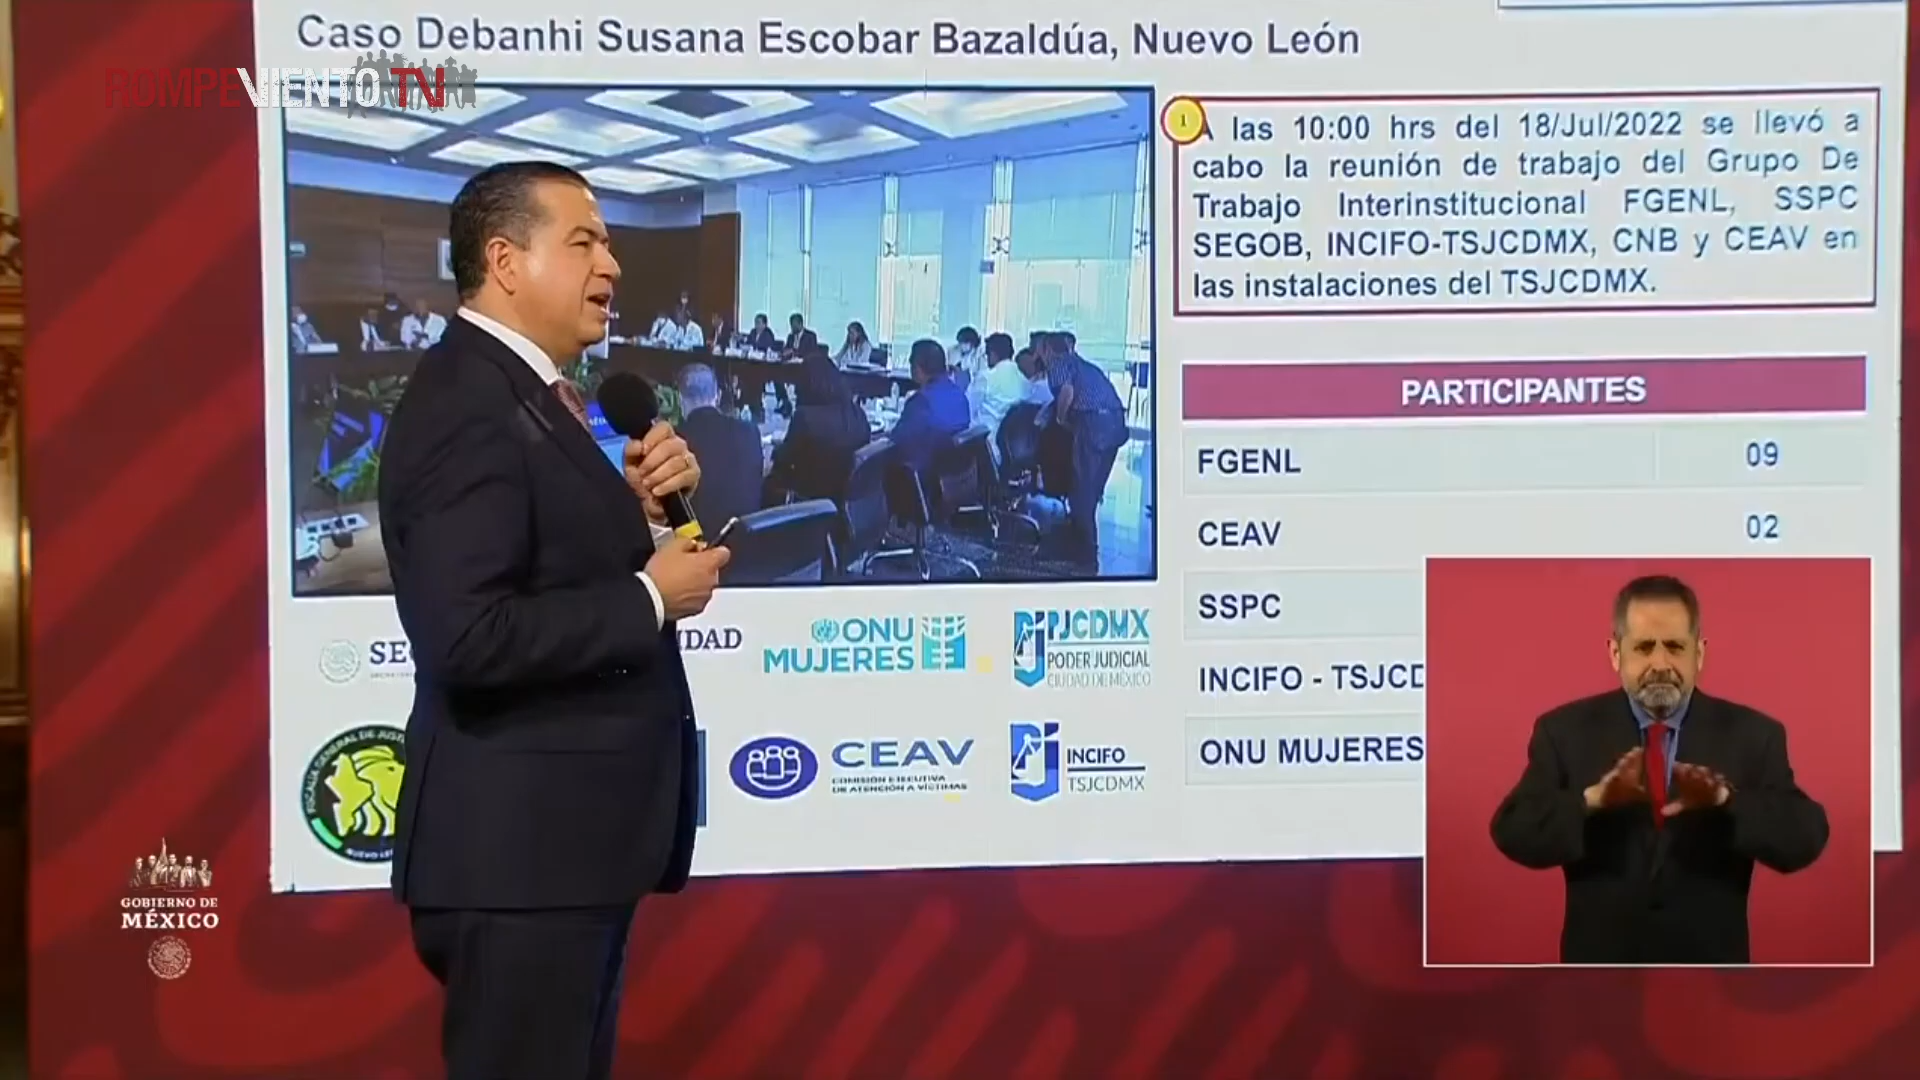 Caso Debanhi Susana Escobar Bazaldúa, Nuevo León
ROMPEVIENTO TV
1
A las 10:00 hrs del 18/Jul/2022 se llevó a
cabo la reunión de trabajo del Grupo De
Trabajo Interinstitucional FGENL, SSPC
SEGOB, INCIFO-TSJCDMX, CNB y CEAV en
las instalaciones del TSJCDMX.
PARTICIPANTES
FGENL 09
CEAV 02
SSPC
INCIFO - TSJCD
ONU MUJERES
SE
IDAD
ONU
MUJERES
PJCDMX
PODER JUDICIAL
CIUDAD DE MÉXICO
CEAV
COMISIÓN EJECUTIVA
DE ATENCIÓN A VÍCTIMAS
INCIFO
TSJCDMX
GOBIERNO DE
MÉXICO